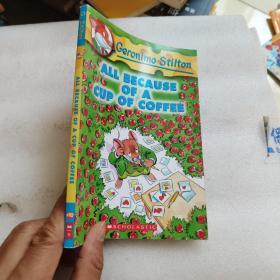 Geronimo Stilton
ALL BECAUSE
OF A
CUP OF COFFEE
SCHOLASTIC
ALL BECAUSE OF A CUP OF COFFEE